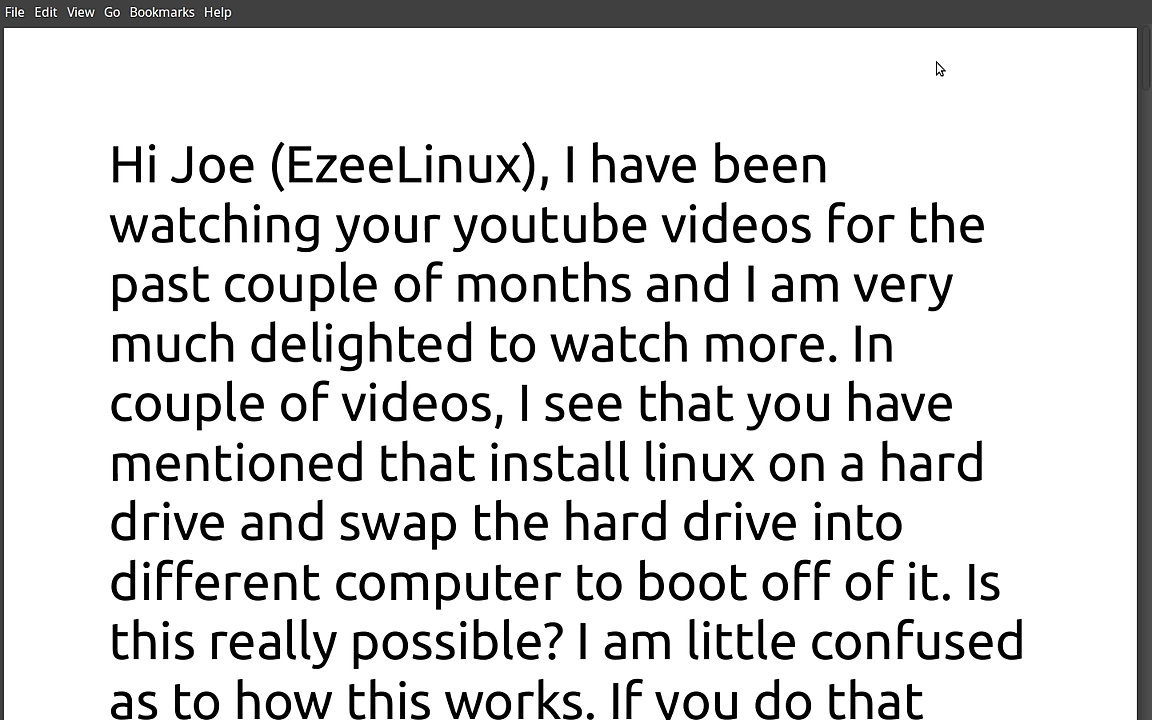 File Edit View Go Bookmarks Help
Hi Joe (EzeeLinux), I have been
watching your youtube videos for the
past couple of months and I am very
much delighted to watch more. In
couple of videos, I see that you have
mentioned that install linux on a hard
drive and swap the hard drive into
different computer to boot off of it. Is
this really possible? I am little confused
as to how this works. If you do that